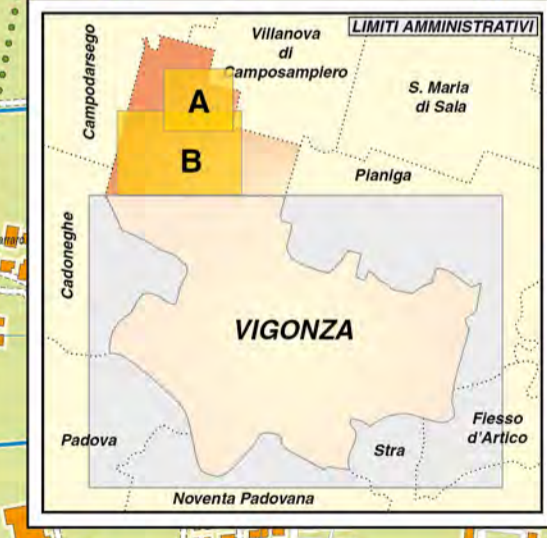 LIMITI AMMINISTRATIVI
Campodarsego
Villanova
di
Camposampiero
S. Maria
di Sala
A
B
Pianiga
Cadoneghe
VIGONZA
Padova
Stra
Fiesso
d'Artico
Noventa Padovana